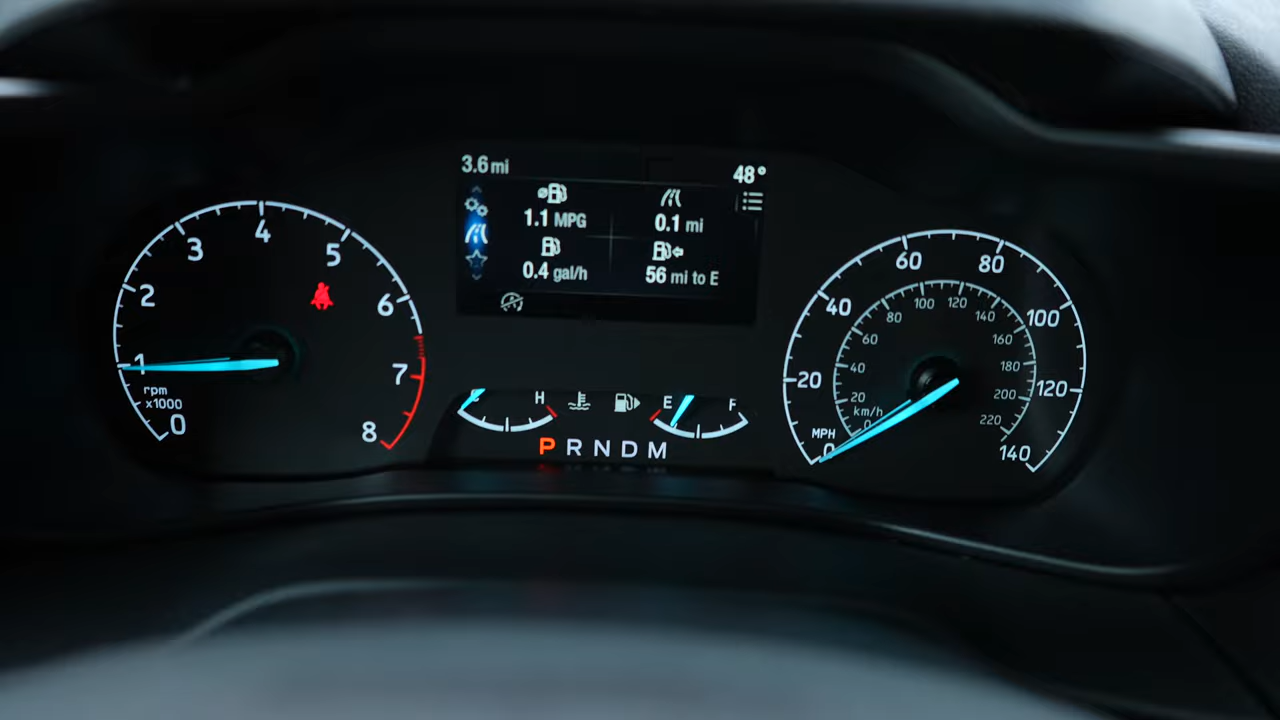 3.6 mi
48°
1.1 MPG
0.1 mi
0.4 gal/h
56 mi to E
0
1
2
3
4
5
6
7
8
rpm
x1000
H
E
F
P R N D M
0
20
40
60
80
100
120
140
MPH
0
20
40
60
80
100
120
140
160
180
200
220
km/h